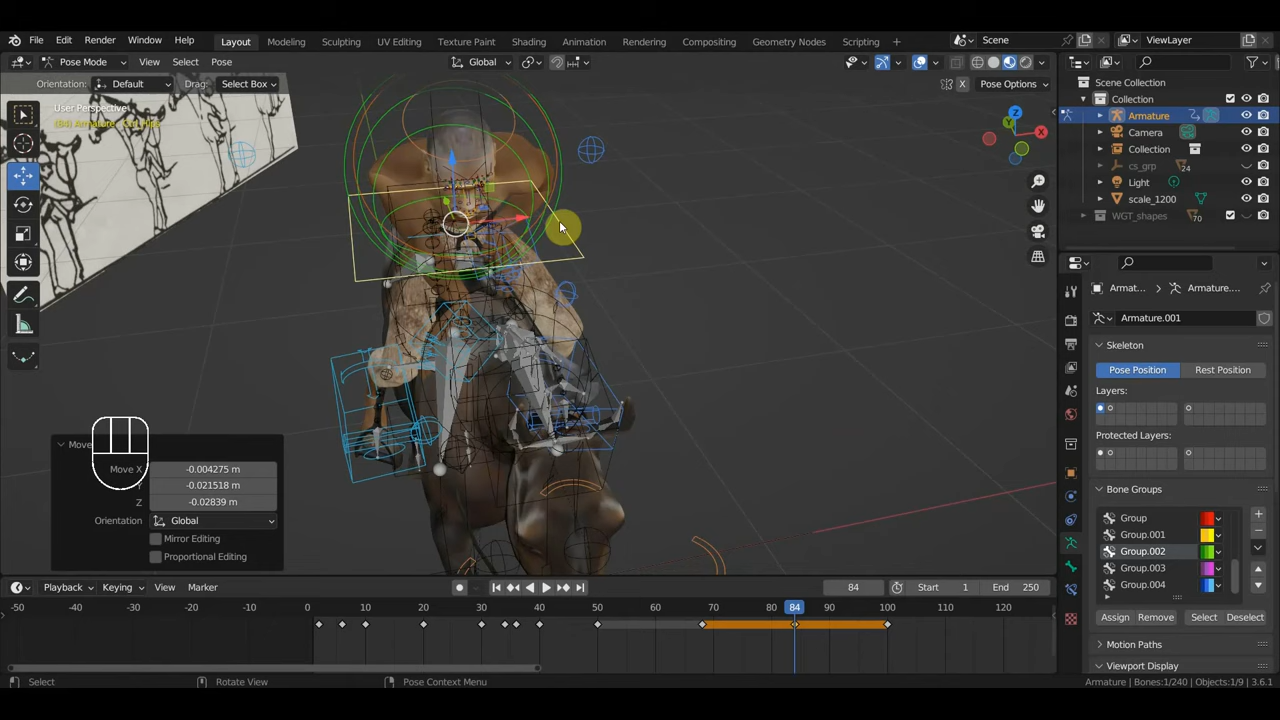 File Edit Render Window Help Layout Modeling Sculpting UV Editing Texture Paint Shading Animation Rendering Compositing Geometry Nodes Scripting + Scene ViewLayer
Pose Mode View Select Pose Global
Orientation: Default Drag: Select Box X Pose Options
User Perspective
Scene Collection
Collection
Armature
Camera
Collection
cs_grp 24
Light
scale_1200
WGT_shapes 70
Armat... Armature....
Armature.001
Skeleton
Pose Position Rest Position
Layers:
Protected Layers:
Bone Groups
Group
Group.001
Group.002
Group.003
Group.004
Assign Remove Select Deselect
Motion Paths
Viewport Display
Move
Move X -0.004275 m
-0.021518 m
Z -0.02839 m
Orientation Global
Mirror Editing
Proportional Editing
Playback Keying View Marker 84 Start 1 End 250
-50 -40 -30 -20 -10 0 10 20 30 40 50 60 70 80 84 90 100 110 120
Select Rotate View Pose Context Menu Armature | Bones:1/240 | Objects:1/9 | 3.6.1